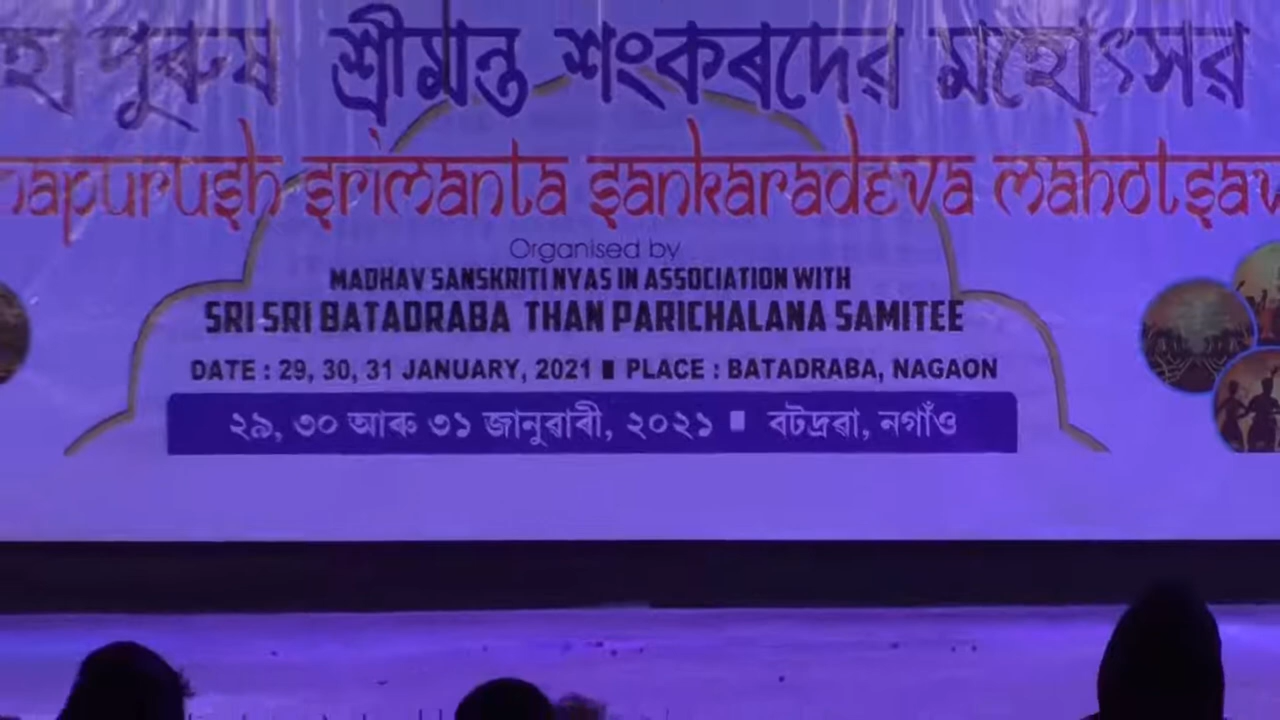 হাপুৰুষ শ্ৰীমন্ত শংকৰদেৱ মহোৎসৱ
hapurush srimanta sankaradeva mahotsav
Organised by
MADHAV SANSKRITI NYAS IN ASSOCIATION WITH
SRI SRI BATADRABA THAN PARICHALANA SAMITEE
DATE : 29, 30, 31 JANUARY, 2021 ▮ PLACE : BATADRABA, NAGAON
২৯, ৩০ আৰু ৩১ জানুৱাৰী, ২০২১ ▮ বটদ্ৰৱা, নগাঁও